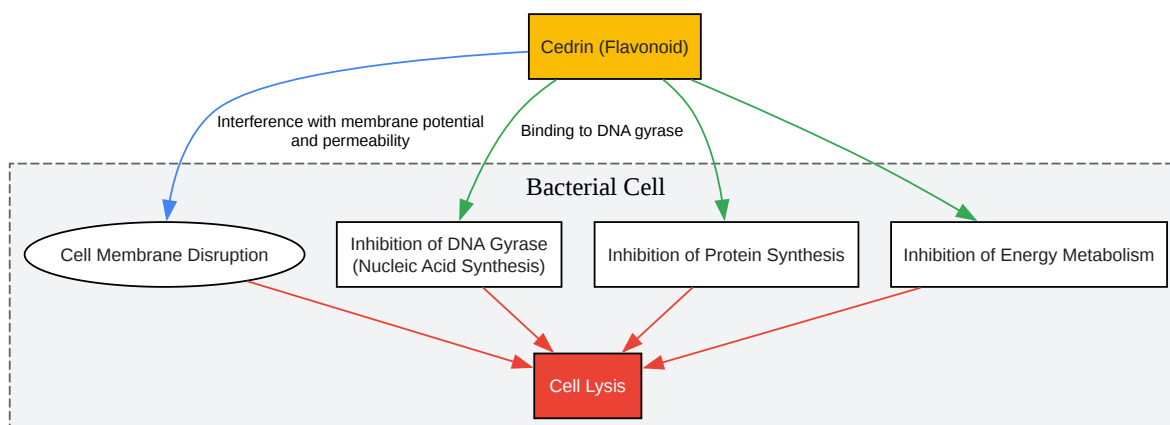 Cedrin (Flavonoid)
Interference with membrane potential
and permeability
Binding to DNA gyrase
Bacterial Cell
Cell Membrane Disruption
Inhibition of DNA Gyrase
(Nucleic Acid Synthesis)
Inhibition of Protein Synthesis
Inhibition of Energy Metabolism
Cell Lysis